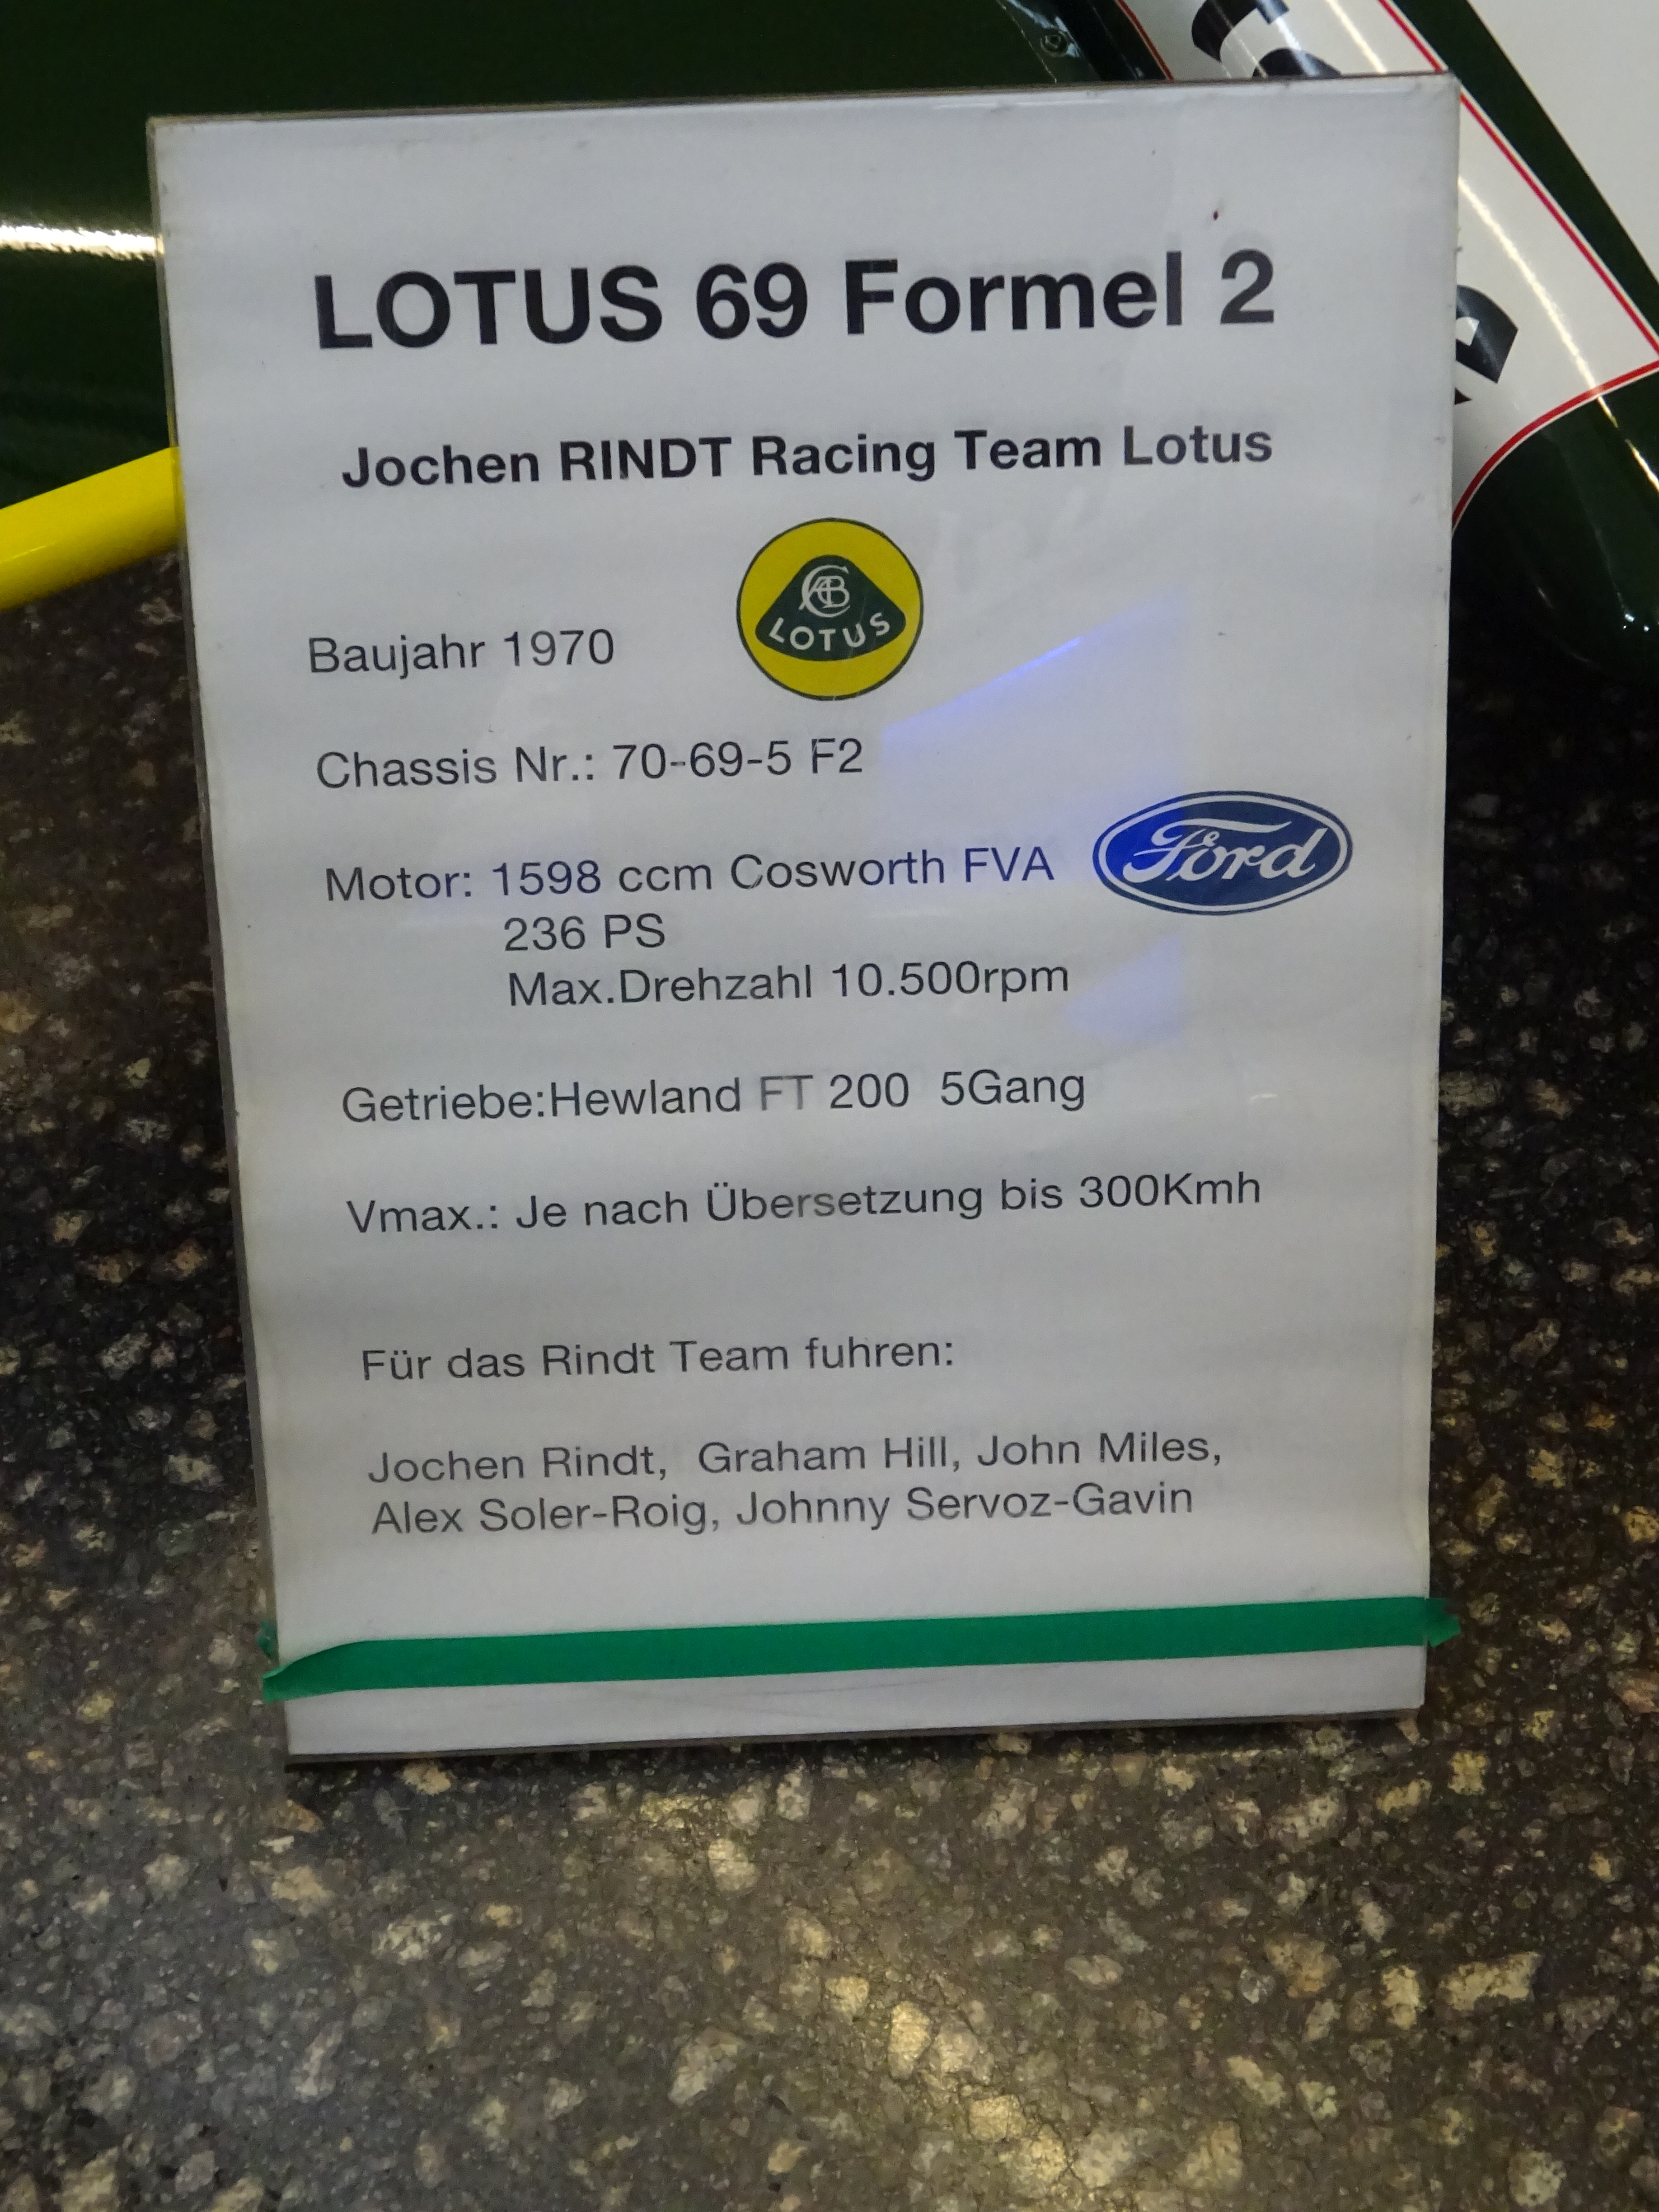 LOTUS 69 Formel 2
Jochen RINDT Racing Team Lotus
ACBC
LOTUS
Baujahr 1970
Chassis Nr.: 70-69-5 F2
Motor: 1598 ccm Cosworth FVA
Ford
236 PS
Max.Drehzahl 10.500rpm
Getriebe:Hewland FT 200 5Gang
Vmax.: Je nach Übersetzung bis 300Kmh
Für das Rindt Team fuhren:
Jochen Rindt, Graham Hill, John Miles,
Alex Soler-Roig, Johnny Servoz-Gavin